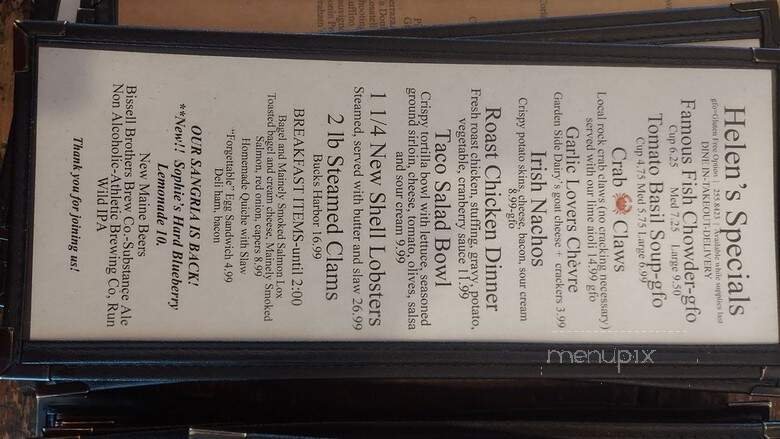 Helen's Specials
gfo=Gluten Free Option 255.8423 Available while supplies last
DINE IN-TAKEOUT-DELIVERY
Famous Fish Chowder-gfo
Cup 6.25 Med 7.25 Large 9.50
Tomato Basil Soup-gfo
Cup 4.75 Med 5.75 Large 6.99
Crab Claws
Local rock crab claws (no cracking necessary)
served with our lime aioli 14.99 gfo
Garlic Lovers Chèvre
Garden Side Dairy's goat cheese + crackers 3.99
Irish Nachos
Crispy potato skins, cheese, bacon, sour cream
8.99-gfo
Roast Chicken Dinner
Fresh roast chicken, stuffing, gravy, potato,
vegetable, cranberry sauce 11.99
Taco Salad Bowl
Crispy tortilla bowl with lettuce, seasoned
ground sirloin, cheese, tomato, olives, salsa
and sour cream 9.99
1 1/4 New Shell Lobsters
Steamed, served with butter and slaw 26.99
2 lb Steamed Clams
Bucks Harbor 16.99
BREAKFAST ITEMS-until 2:00
Bagel and Mainely Smoked Salmon Lox
Toasted bagel and cream cheese, Mainely Smoked
Salmon, red onion, capers 8.99
Homemade Quiche with Slaw
"Forgettable" Egg Sandwich 4.99
Deli ham, bacon
OUR SANGRIA IS BACK!
**New!! Sophie's Hard Blueberry
Lemonade 10.
New Maine Beers
Bissell Brothers Brew Co.-Substance Ale
Non Alcoholic-Athletic Brewing Co, Run
Wild IPA
Thank you for joining us!
menupix